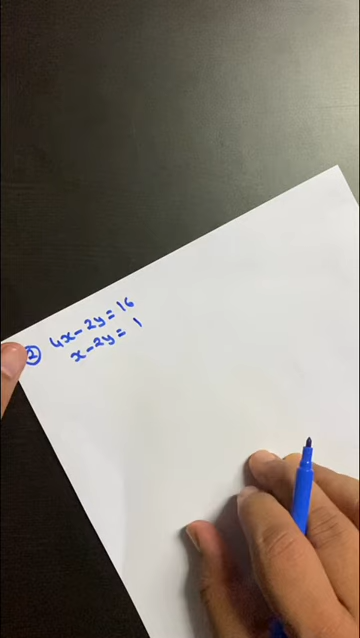 ② 4x - 2y = 16
x - 2y = 1